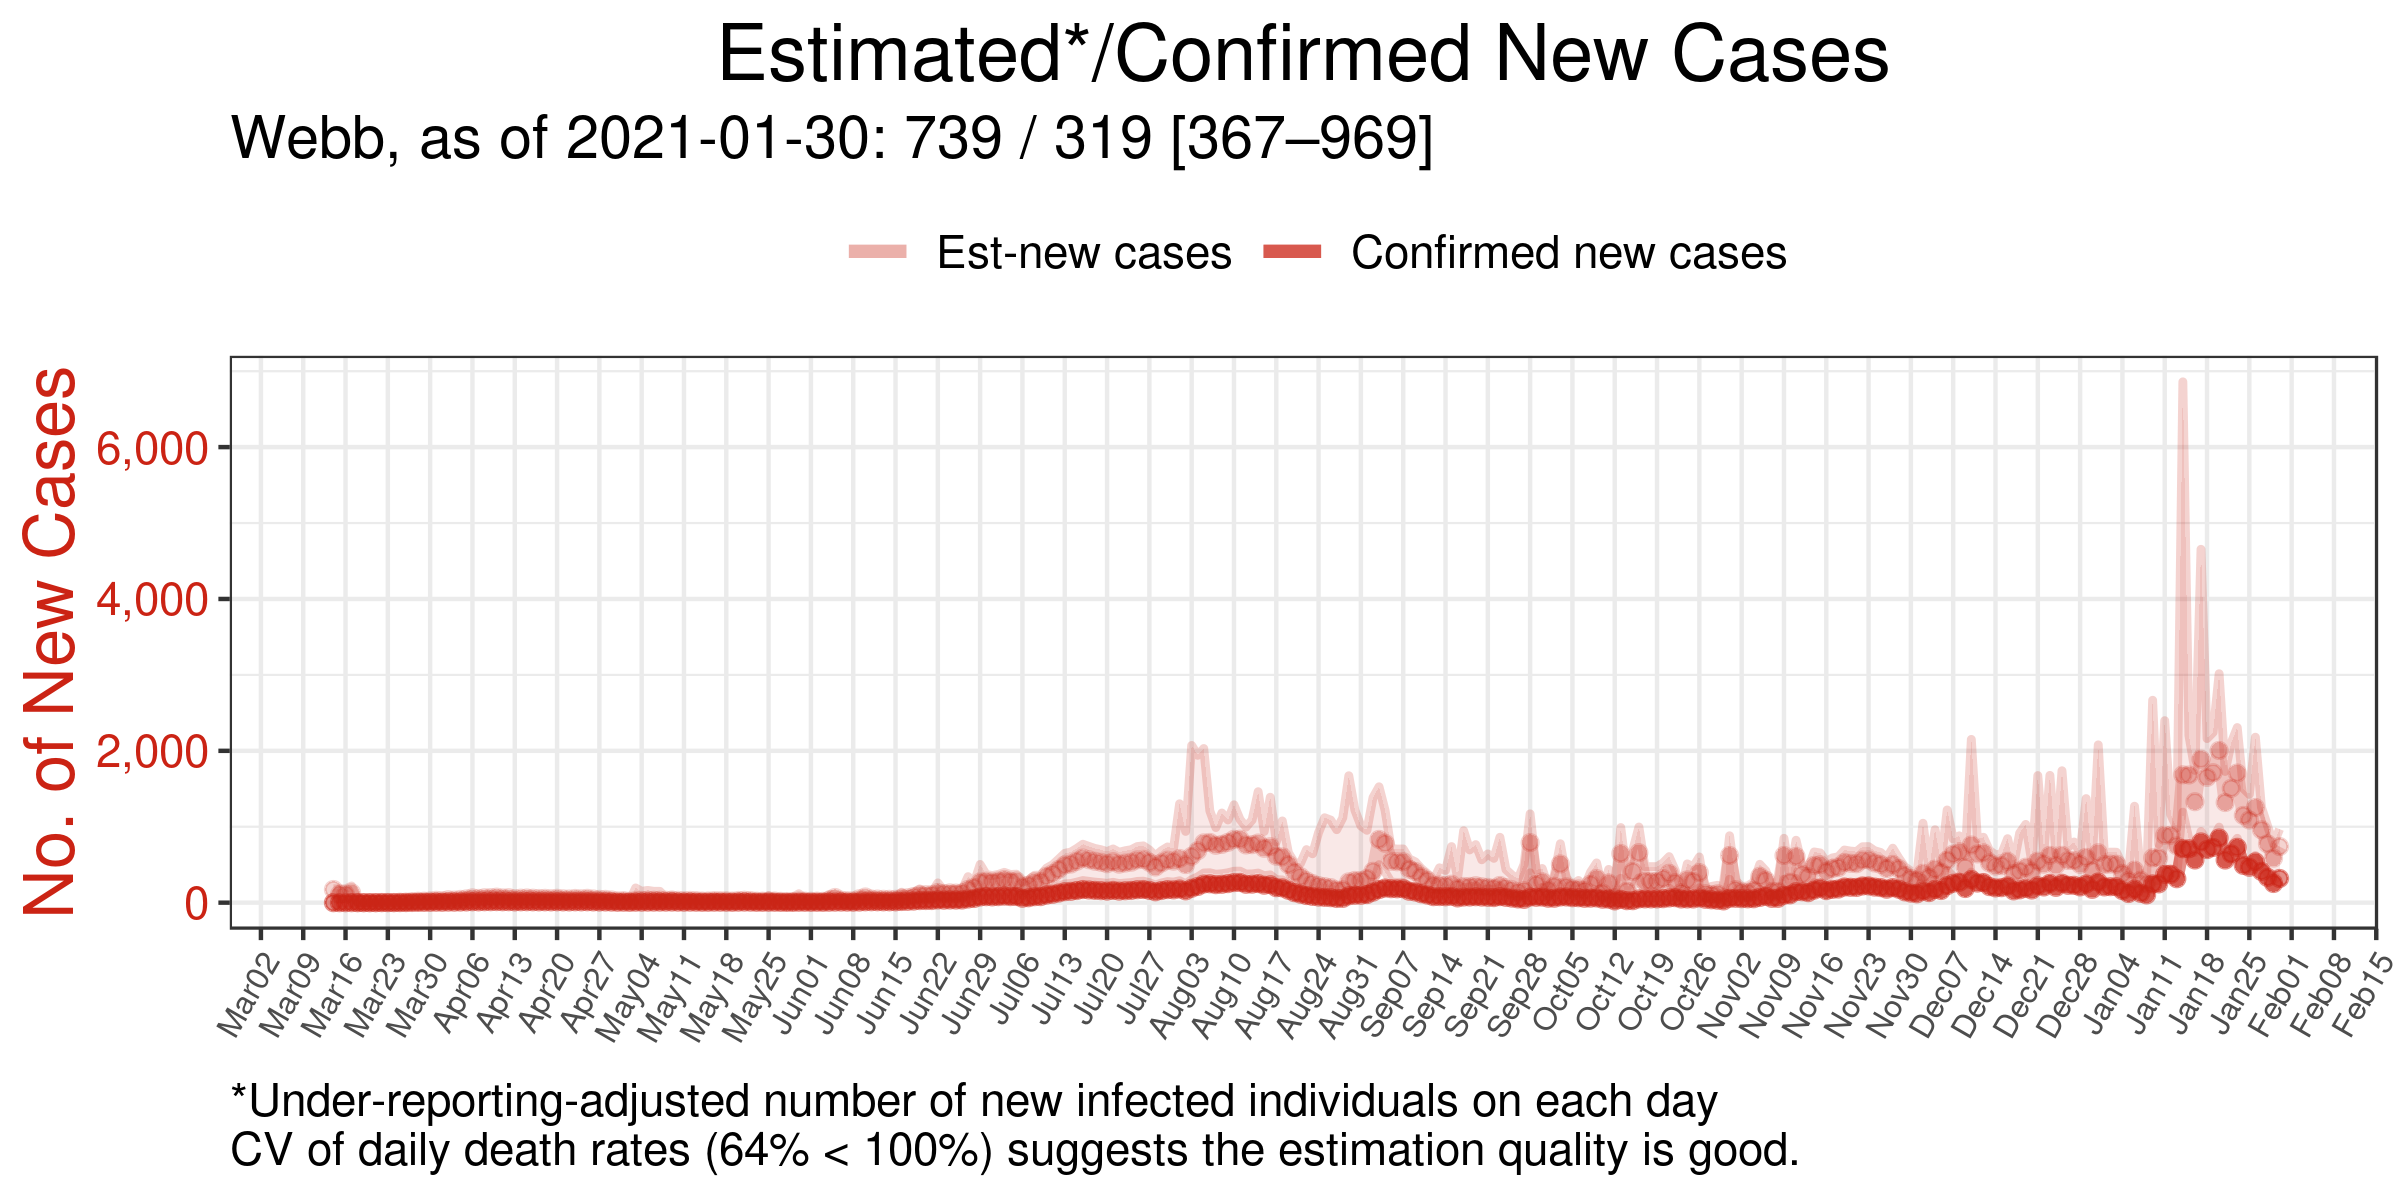 Estimated*/Confirmed New Cases
Webb, as of 2021-01-30: 739 / 319 [367–969]
Est-new cases Confirmed new cases
No. of New Cases
6,000
4,000
2,000
0
Mar02 Mar09 Mar16 Mar23 Mar30 Apr06 Apr13 Apr20 Apr27 May04 May11 May18 May25 Jun01 Jun08 Jun15 Jun22 Jun29 Jul06 Jul13 Jul20 Jul27 Aug03 Aug10 Aug17 Aug24 Aug31 Sep07 Sep14 Sep21 Sep28 Oct05 Oct12 Oct19 Oct26 Nov02 Nov09 Nov16 Nov23 Nov30 Dec07 Dec14 Dec21 Dec28 Jan04 Jan11 Jan18 Jan25 Feb01 Feb08 Feb15
*Under-reporting-adjusted number of new infected individuals on each day
CV of daily death rates (64% < 100%) suggests the estimation quality is good.